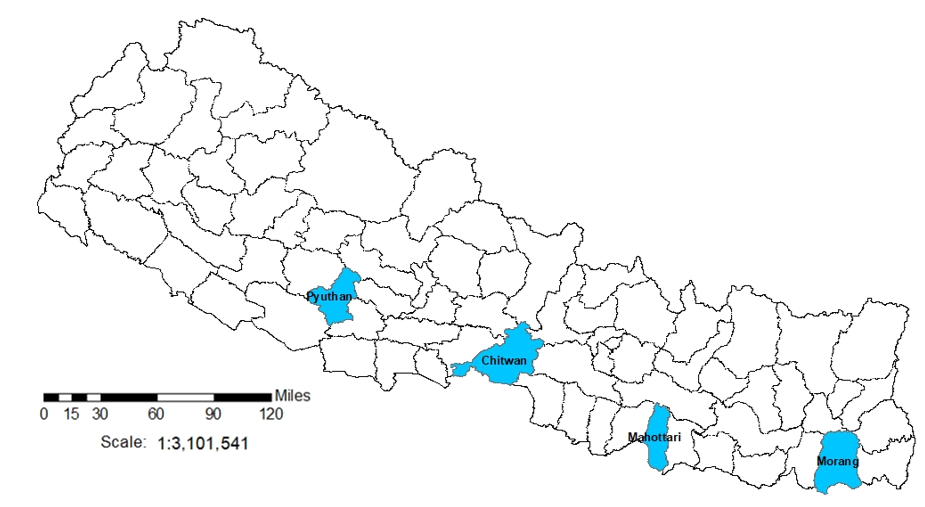 Pyuthan
Chitwan
Mahottari
Morang
Miles
0 15 30 60 90 120
Scale: 1:3,101,541